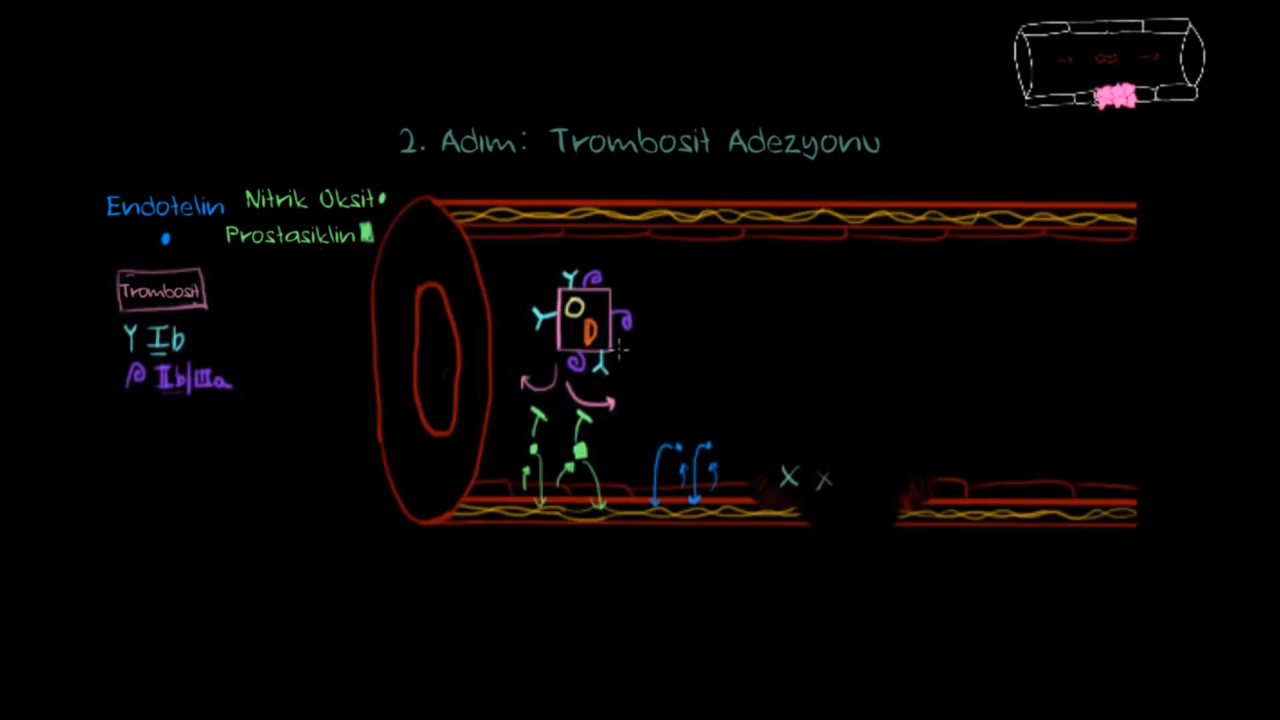 2. Adım: Trombosit Adezyonu
Endotelin
Nitrik Oksit
Prostasiklin
Trombosit
Ib
IIb/IIIa
O
D
x x